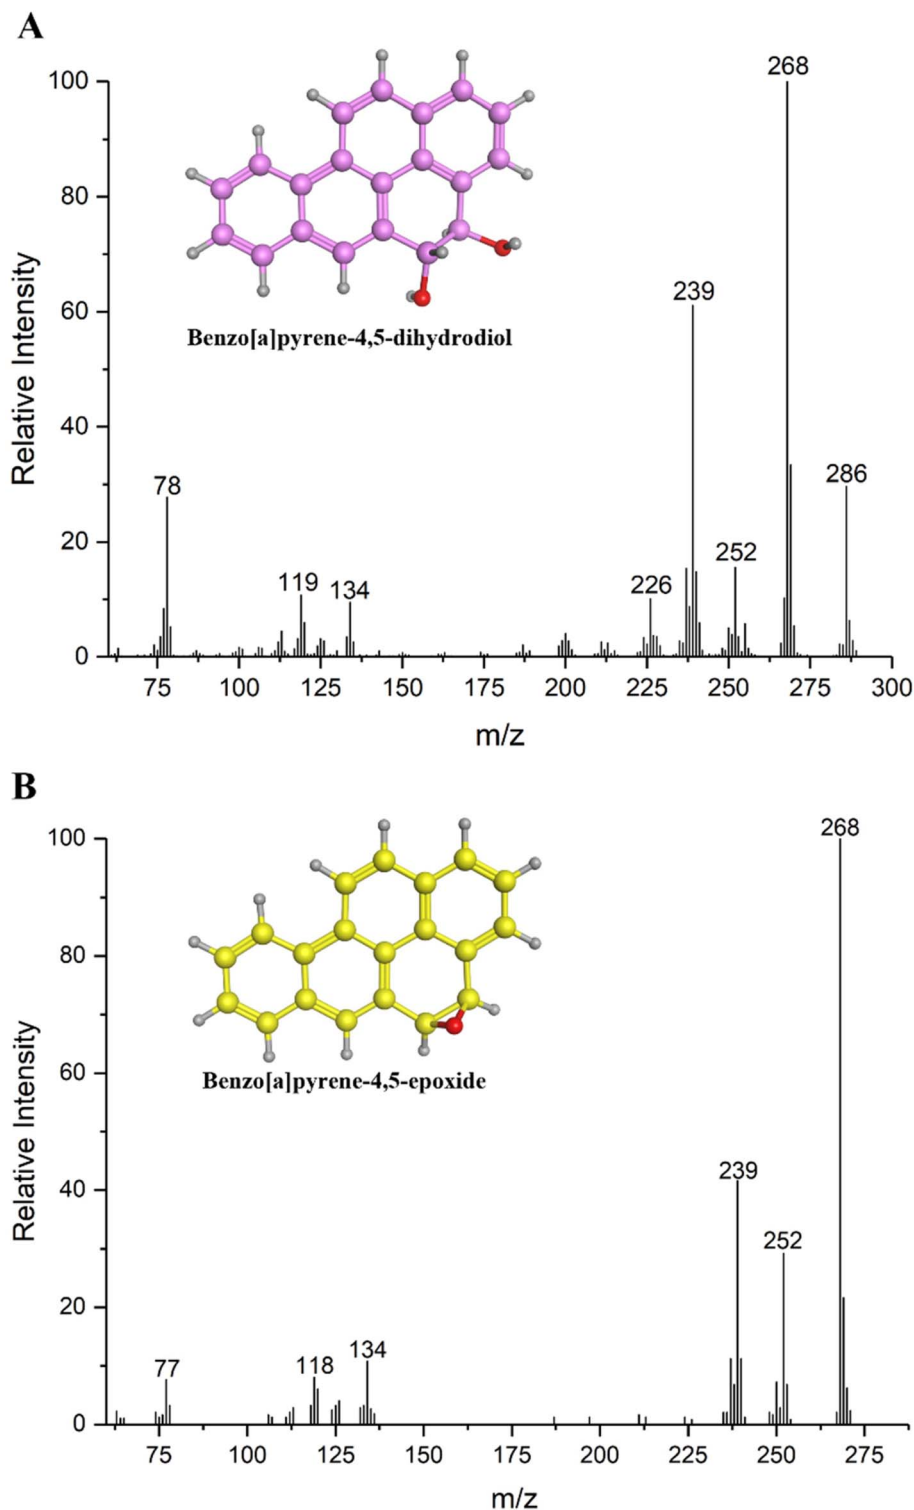 A
100
80
60
40
20
0
Relative Intensity
268
239
286
78
252
119
134
226
Benzo[a]pyrene-4,5-dihydrodiol
75 100 125 150 175 200 225 250 275 300
m/z
B
100
80
60
40
20
0
Relative Intensity
268
239
252
134
118
77
Benzo[a]pyrene-4,5-epoxide
75 100 125 150 175 200 225 250 275
m/z